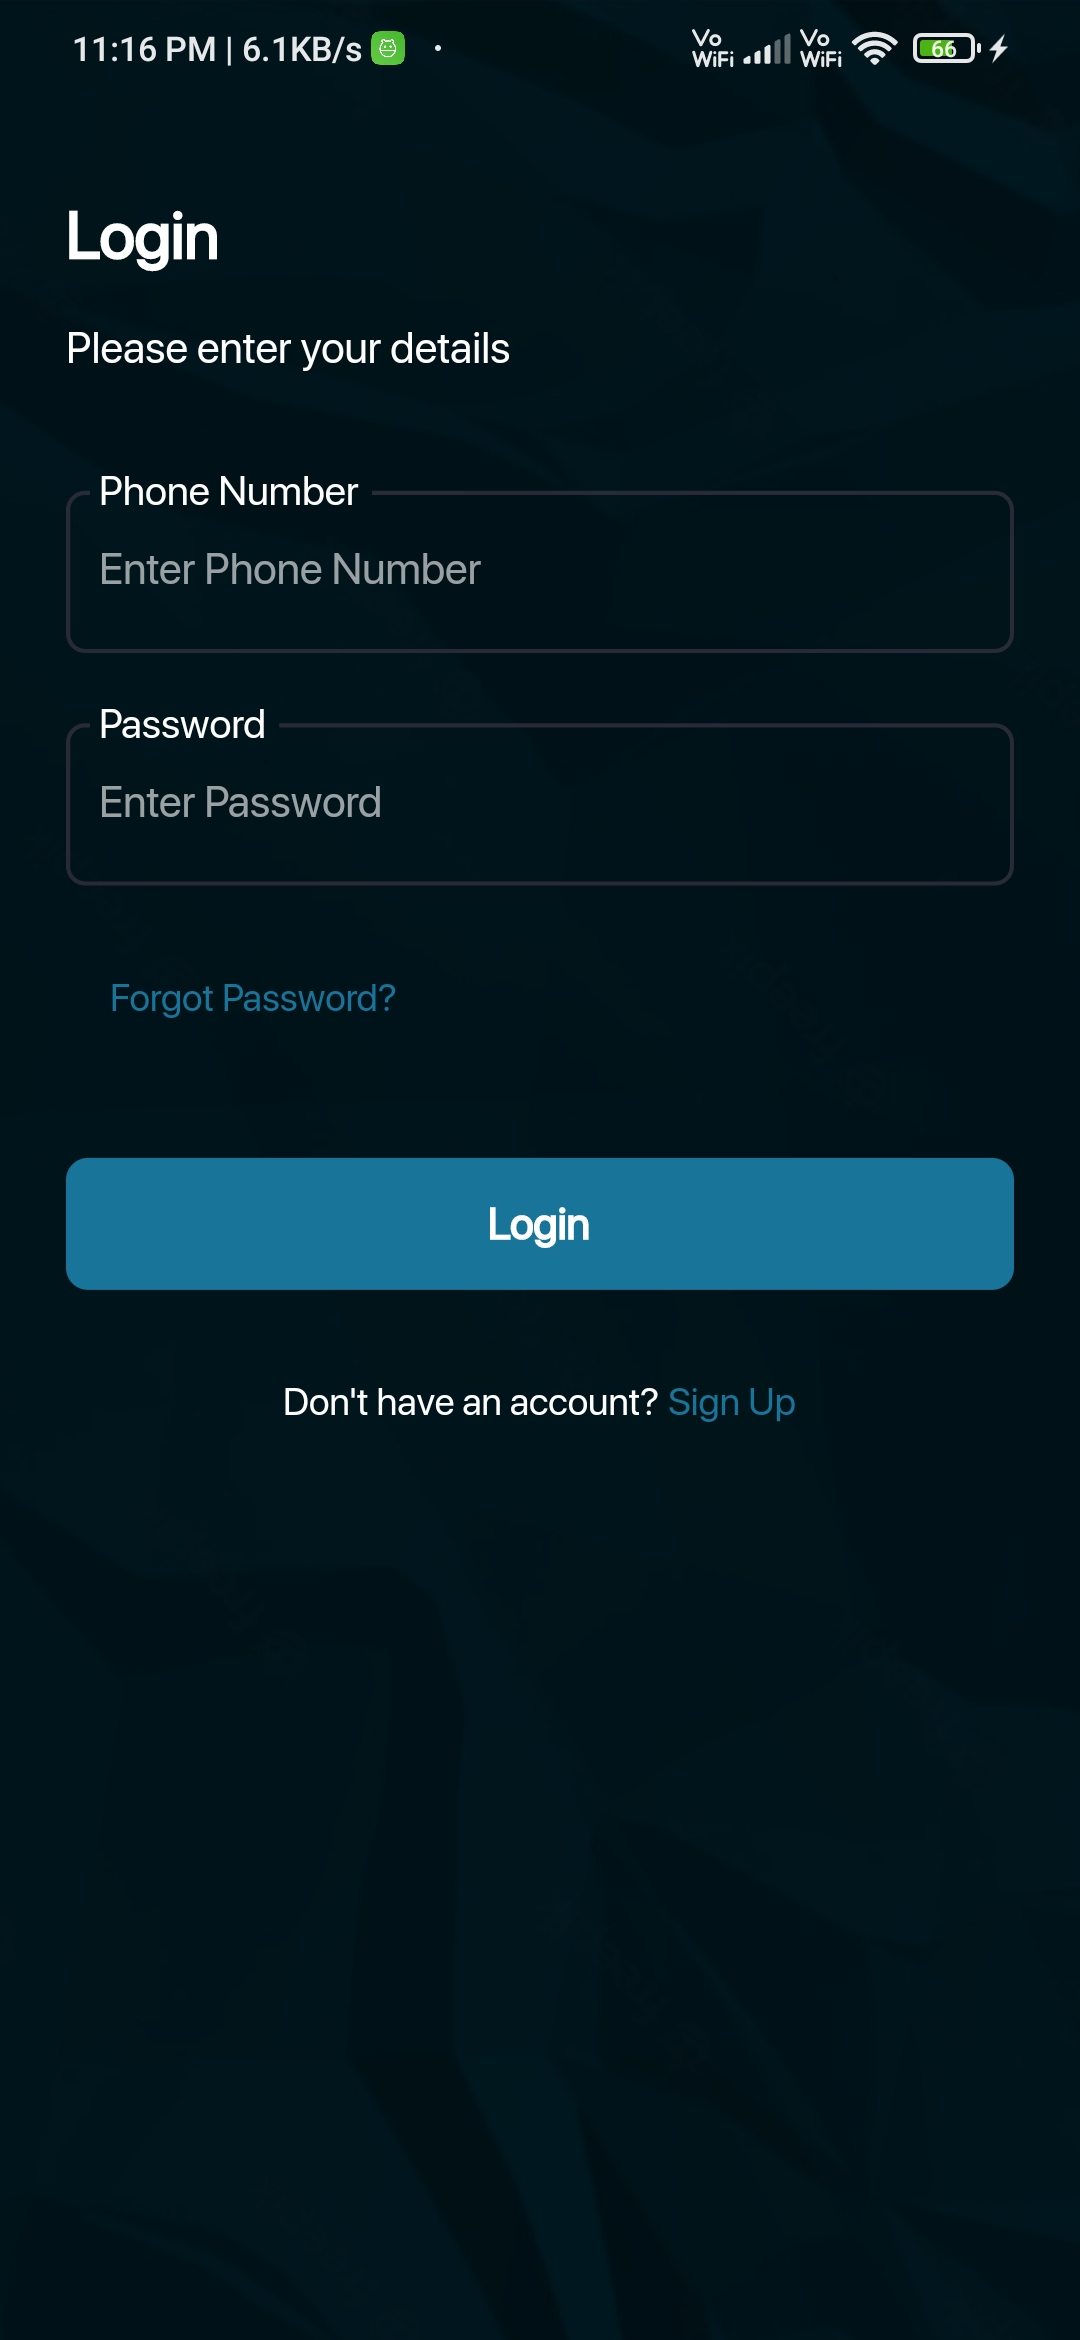 11:16 PM | 6.1KB/s
Vo WiFi Vo WiFi 66
Login
Please enter your details
Phone Number
Enter Phone Number
Password
Enter Password
Forgot Password?
Login
Don't have an account? Sign Up